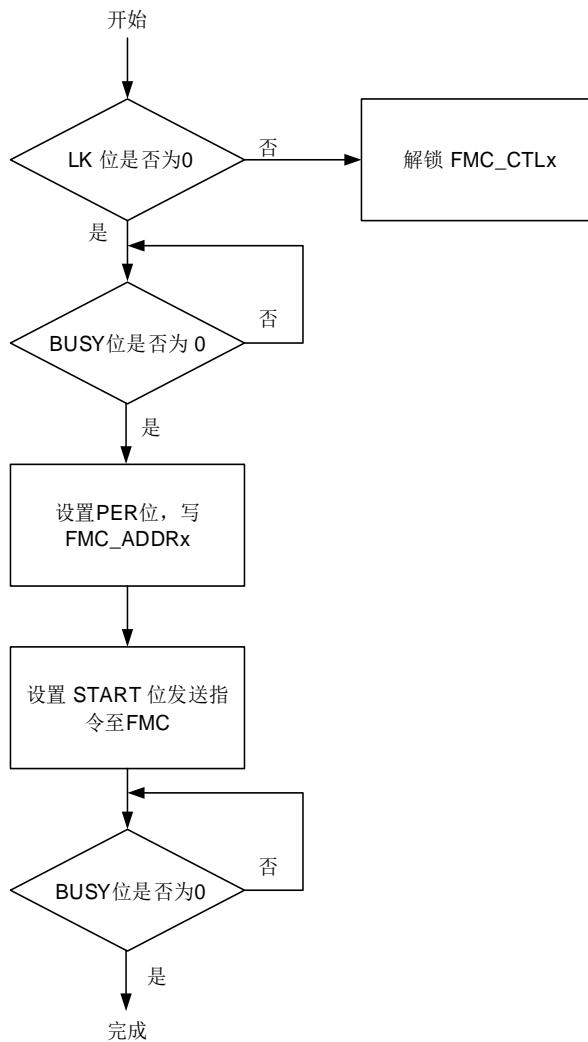 开始
LK 位是否为0
否
解锁 FMC_CTLx
是
BUSY位是否为 0
否
是
设置PER位，写
FMC_ADDRx
设置 START 位发送指
令至FMC
BUSY位是否为0
否
是
完成